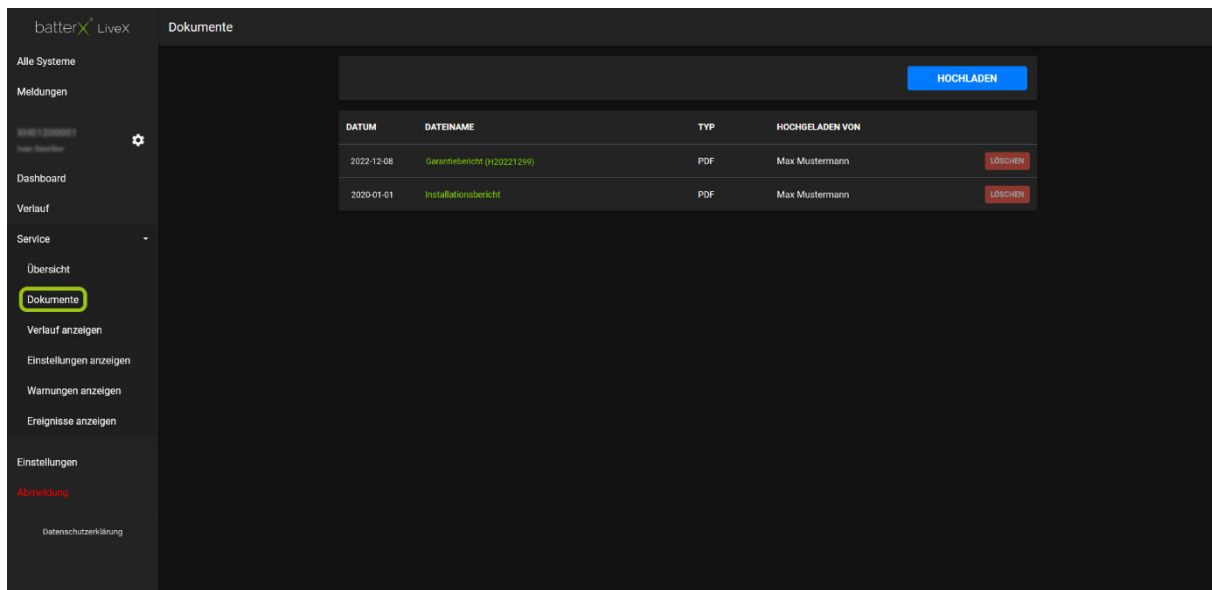 batterX LiveX
Dokumente
Alle Systeme
Meldungen
Dashboard
Verlauf
Service
Übersicht
Dokumente
Verlauf anzeigen
Einstellungen anzeigen
Warnungen anzeigen
Ereignisse anzeigen
Einstellungen
Abmeldung
Datenschutzerklärung
HOCHLADEN
DATUM DATEINAME TYP HOCHGELADEN VON
2022-12-08 Garantiebericht (H20221299) PDF Max Mustermann LÖSCHEN
2020-01-01 Installationsbericht PDF Max Mustermann LÖSCHEN